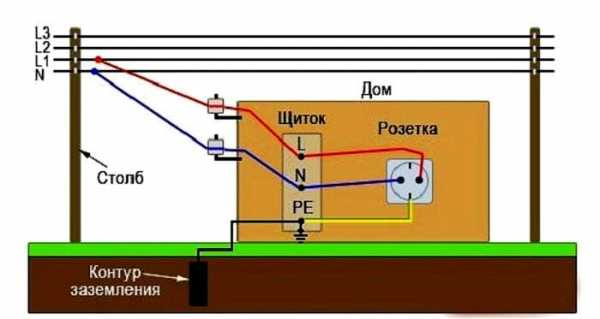 L3
L2
L1
N
Дом
Щиток
Розетка
L
N
PE
Столб
Контур
заземления